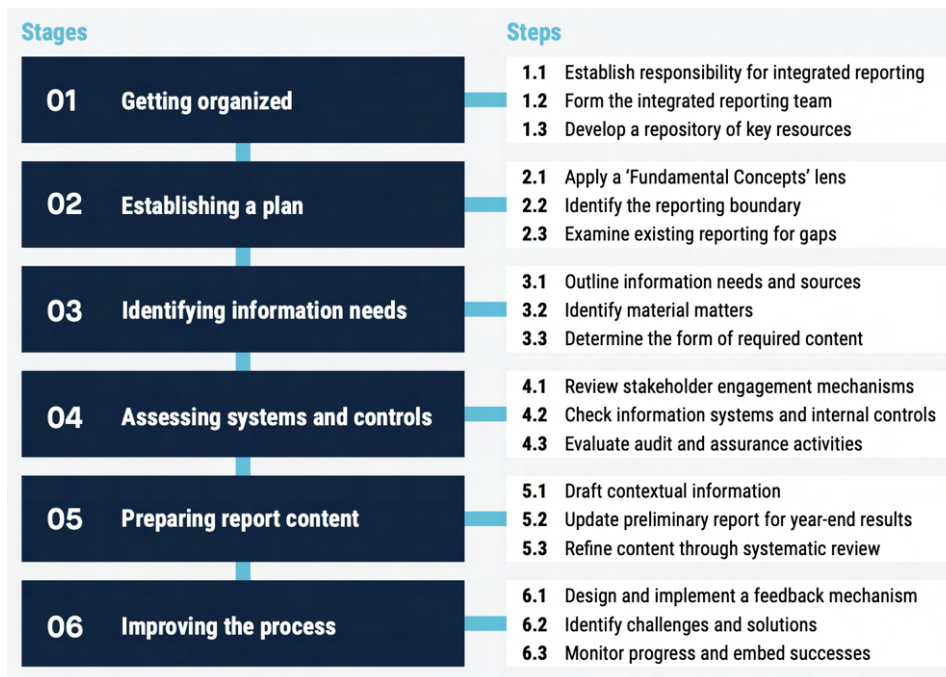 Stages
Steps
01 Getting organized
1.1 Establish responsibility for integrated reporting
1.2 Form the integrated reporting team
1.3 Develop a repository of key resources
02 Establishing a plan
2.1 Apply a ‘Fundamental Concepts’ lens
2.2 Identify the reporting boundary
2.3 Examine existing reporting for gaps
03 Identifying information needs
3.1 Outline information needs and sources
3.2 Identify material matters
3.3 Determine the form of required content
04 Assessing systems and controls
4.1 Review stakeholder engagement mechanisms
4.2 Check information systems and internal controls
4.3 Evaluate audit and assurance activities
05 Preparing report content
5.1 Draft contextual information
5.2 Update preliminary report for year-end results
5.3 Refine content through systematic review
06 Improving the process
6.1 Design and implement a feedback mechanism
6.2 Identify challenges and solutions
6.3 Monitor progress and embed successes